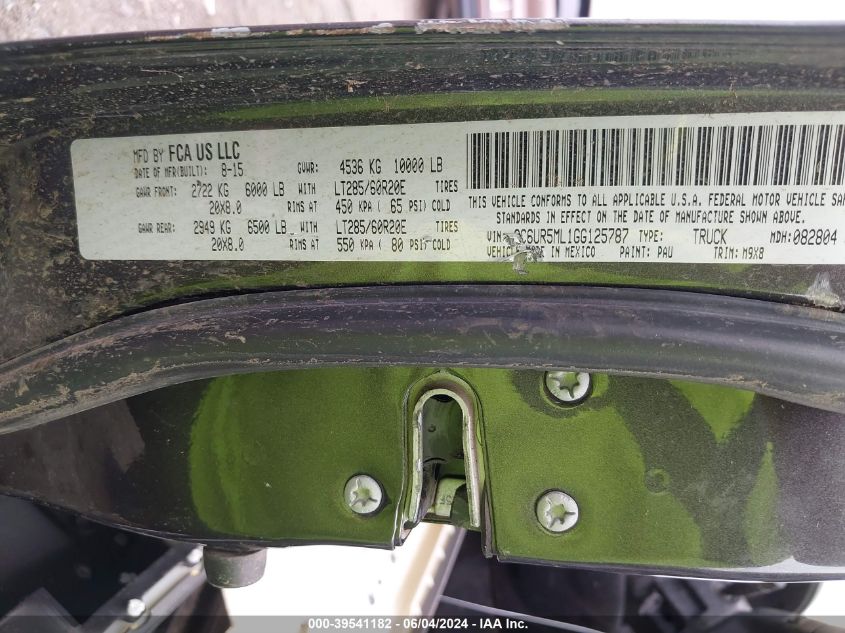 MFD BY FCA US LLC
DATE OF MFR(BUILT): 8-15 GVWR: 4536 KG 10000 LB
GAWR FRONT: 2722 KG 6000 LB WITH LT285/60R20E TIRES
20X8.0 RIMS AT 450 KPA ( 65 PSI) COLD
GAWR REAR: 2949 KG 6500 LB WITH LT285/60R20E TIRES
20X8.0 RIMS AT 550 KPA ( 80 PSI) COLD
THIS VEHICLE CONFORMS TO ALL APPLICABLE U.S.A. FEDERAL MOTOR VEHICLE SAF
STANDARDS IN EFFECT ON THE DATE OF MANUFACTURE SHOWN ABOV
VIN: C6UR5ML1GG125787 TYPE: TRUCK MDH:082804
VEHICLE MADE IN MEXICO PAINT: PAU TRIM: M9X8
000-39541182 - 06/04/2024 - IAA Inc.